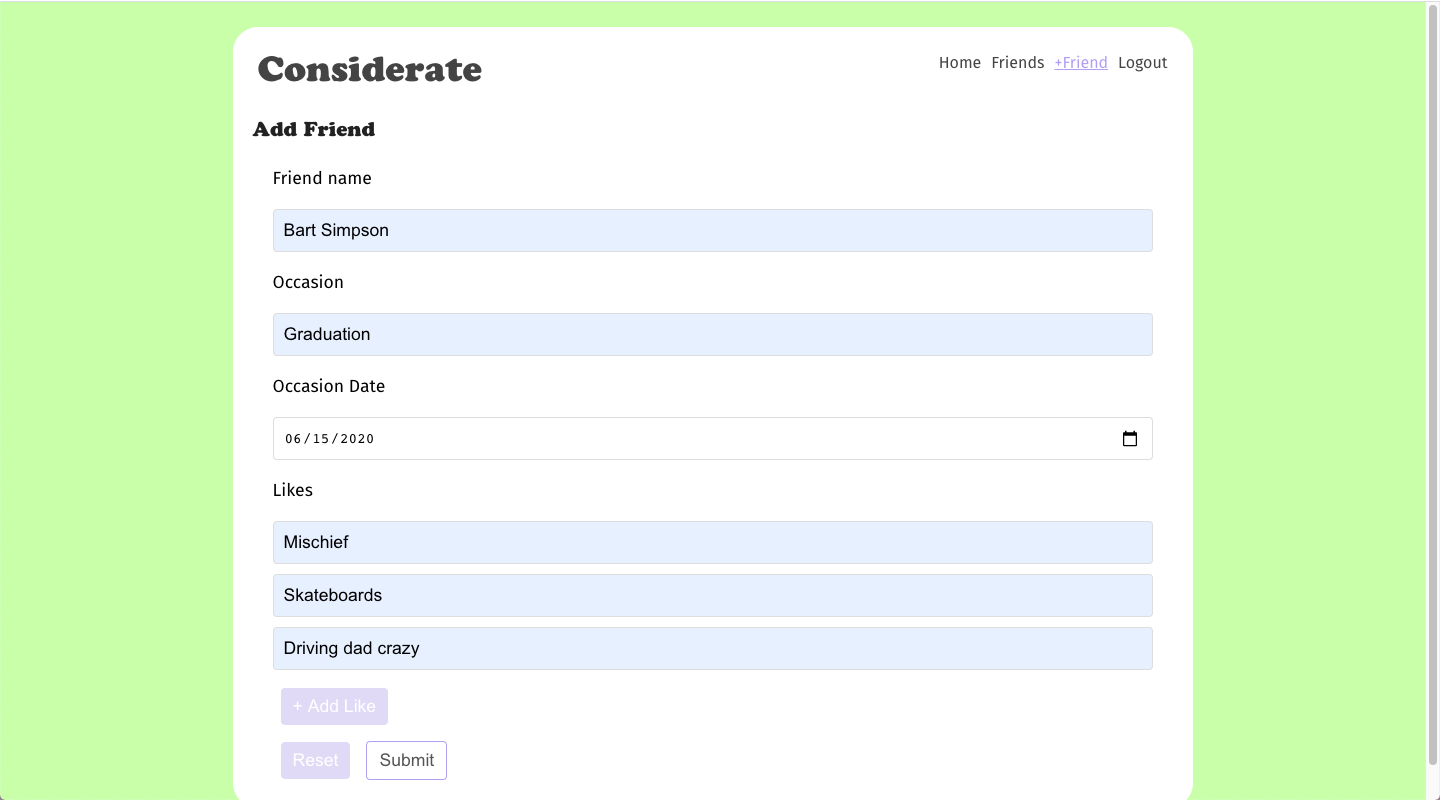 Considerate
Home Friends +Friend Logout
Add Friend
Friend name
Bart Simpson
Occasion
Graduation
Occasion Date
06/15/2020
Likes
Mischief
Skateboards
Driving dad crazy
+ Add Like
Reset Submit